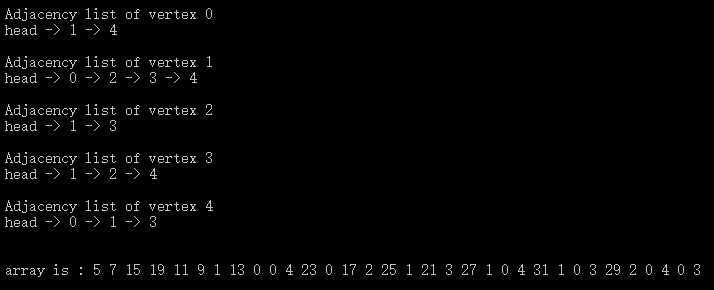 Adjacency list of vertex 0
head -> 1 -> 4
Adjacency list of vertex 1
head -> 0 -> 2 -> 3 -> 4
Adjacency list of vertex 2
head -> 1 -> 3
Adjacency list of vertex 3
head -> 1 -> 2 -> 4
Adjacency list of vertex 4
head -> 0 -> 1 -> 3
array is : 5 7 15 19 11 9 1 13 0 0 4 23 0 17 2 25 1 21 3 27 1 0 4 31 1 0 3 29 2 0 4 0 3